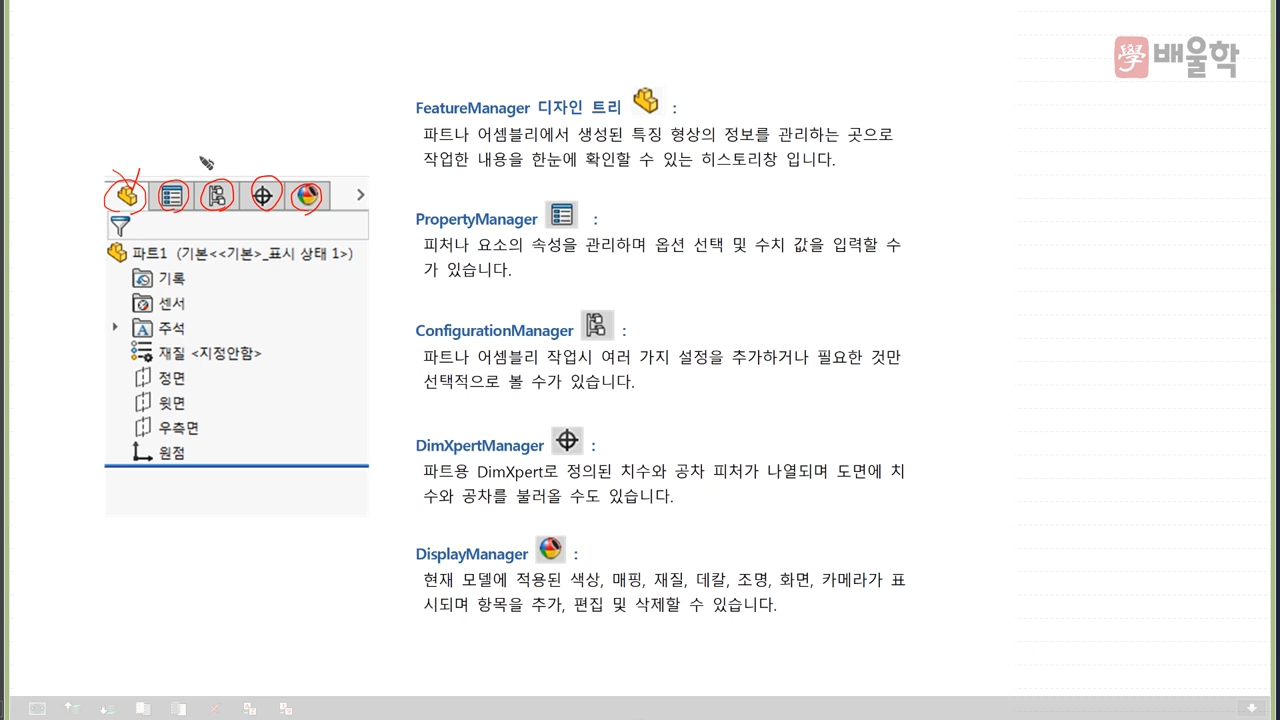 學 배울학
FeatureManager 디자인 트리 :
파트나 어셈블리에서 생성된 특징 형상의 정보를 관리하는 곳으로
작업한 내용을 한눈에 확인할 수 있는 히스토리창 입니다.
파트1 (기본<<기본>_표시 상태 1>)
기록
센서
주석
재질 <지정안함>
정면
윗면
우측면
원점
PropertyManager :
피처나 요소의 속성을 관리하며 옵션 선택 및 수치 값을 입력할 수
가 있습니다.
ConfigurationManager :
파트나 어셈블리 작업시 여러 가지 설정을 추가하거나 필요한 것만
선택적으로 볼 수가 있습니다.
DimXpertManager :
파트용 DimXpert로 정의된 치수와 공차 피처가 나열되며 도면에 치
수와 공차를 불러올 수도 있습니다.
DisplayManager :
현재 모델에 적용된 색상, 매핑, 재질, 데칼, 조명, 화면, 카메라가 표
시되며 항목을 추가, 편집 및 삭제할 수 있습니다.